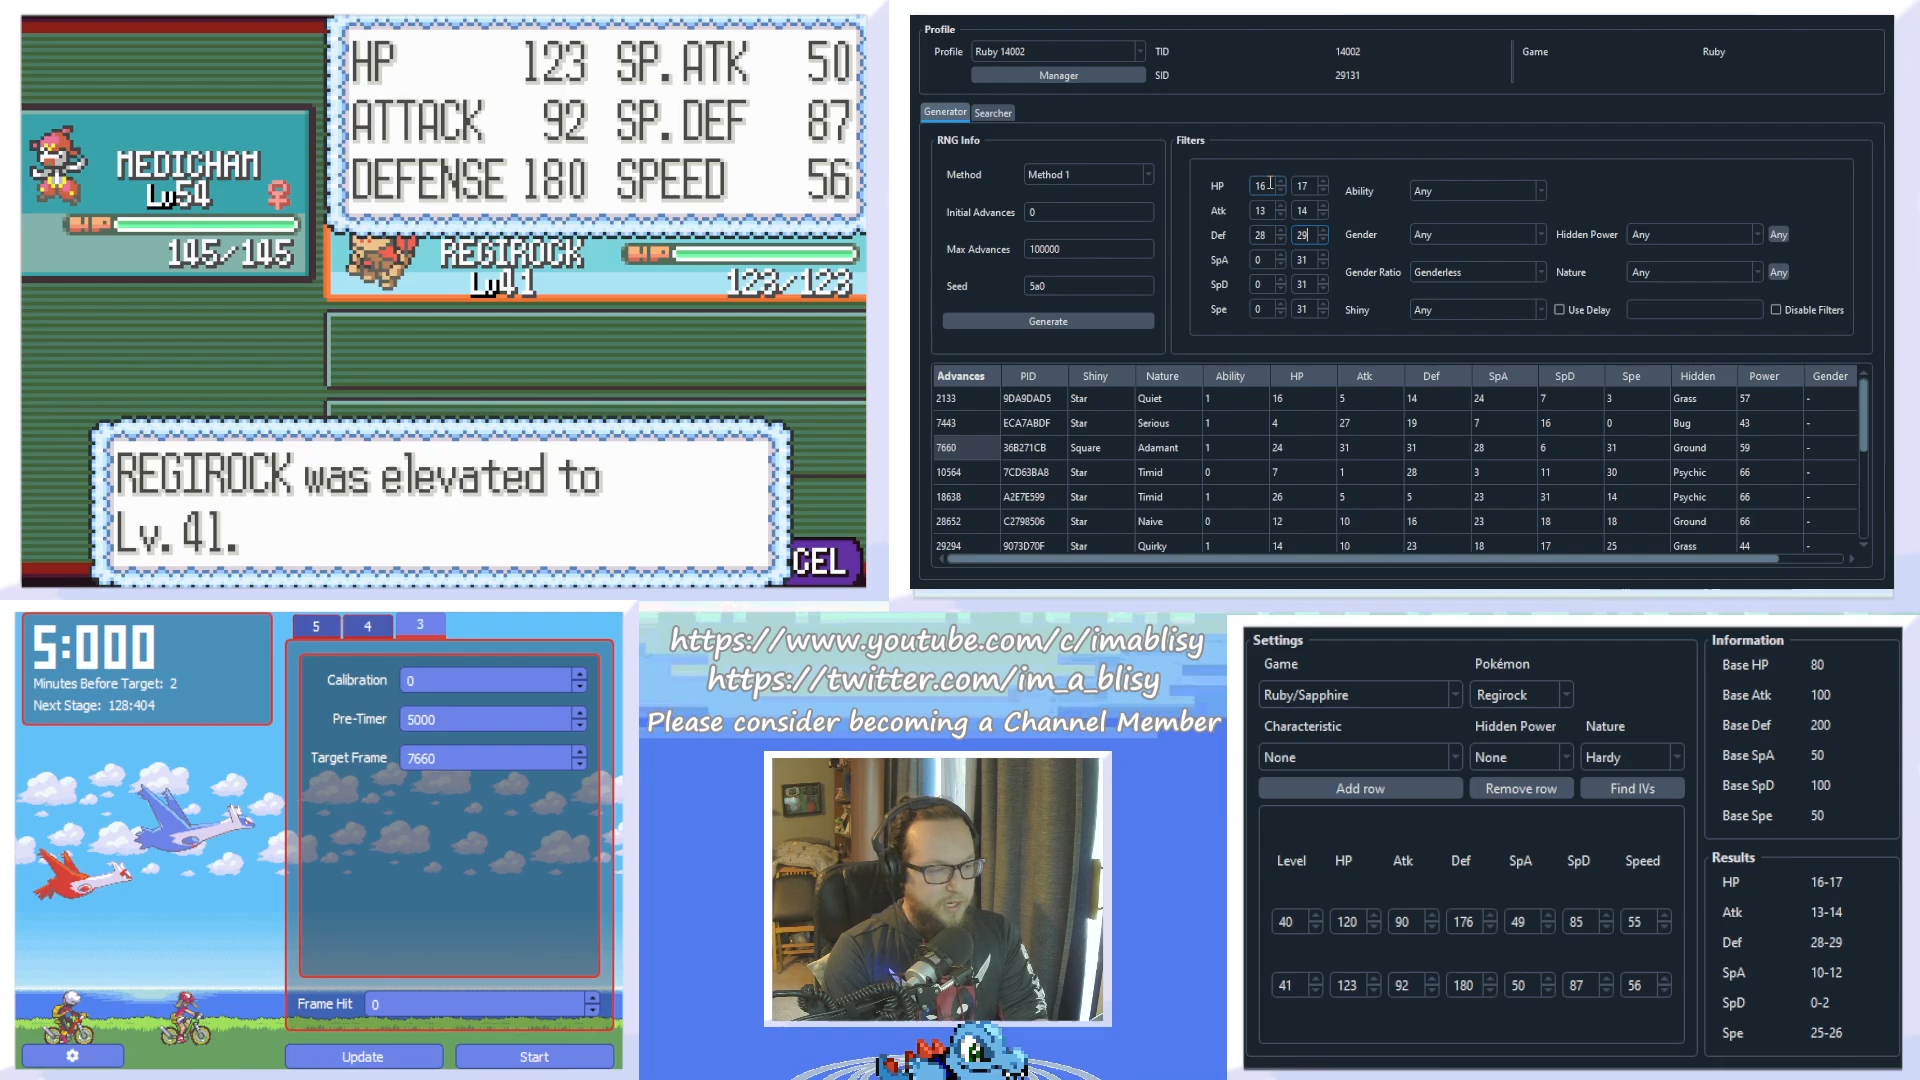 HP 123 SP. ATK 50
ATTACK 92 SP. DEF 87
DEFENSE 180 SPEED 56
MEDICHAM
Lv54 ♀
145/145
REGIROCK
Lv41 123/123
REGIROCK was elevated to
Lv. 41.
CEL
Profile
Profile Ruby 14002 TID 14002 Game Ruby
Manager SID 29131
Generator Searcher
RNG Info
Method Method 1
Initial Advances 0
Max Advances 100000
Seed 5a0
Generate
Filters
HP 16 17 Ability Any
Atk 13 14
Def 28 29 Gender Any Hidden Power Any Any
SpA 0 31
Gender Ratio Genderless Nature Any Any
SpD 0 31
Spe 0 31 Shiny Any Use Delay Disable Filters
Advances PID Shiny Nature Ability HP Atk Def SpA SpD Spe Hidden Power Gender
2133 9DA9DAD5 Star Quiet 1 16 5 14 24 7 3 Grass 57 -
7443 ECA7ABDF Star Serious 1 4 27 19 7 16 0 Bug 43 -
7660 36B271CB Square Adamant 1 24 31 31 28 6 31 Ground 59 -
10564 7CD63BA8 Star Timid 0 7 1 28 3 11 30 Psychic 66 -
18638 A2E7E599 Star Timid 1 26 5 5 23 31 14 Psychic 66 -
28652 C2798506 Star Naive 0 12 10 16 23 18 18 Ground 66 -
29294 9073D70F Star Quirky 1 14 10 23 18 17 25 Grass 44 -
5:000
Minutes Before Target: 2
Next Stage: 128:404
5 4 3
Calibration 0
Pre-Timer 5000
Target Frame 7660
Frame Hit 0
Update Start
https://www.youtube.com/c/imablisy
https://twitter.com/im_a_blisy
Please consider becoming a Channel Member
Settings
Game Pokémon
Ruby/Sapphire Regirock
Characteristic Hidden Power Nature
None None Hardy
Add row Remove row Find IVs
Level HP Atk Def SpA SpD Speed
40 120 90 176 49 85 55
41 123 92 180 50 87 56
Information
Base HP 80
Base Atk 100
Base Def 200
Base SpA 50
Base SpD 100
Base Spe 50
Results
HP 16-17
Atk 13-14
Def 28-29
SpA 10-12
SpD 0-2
Spe 25-26